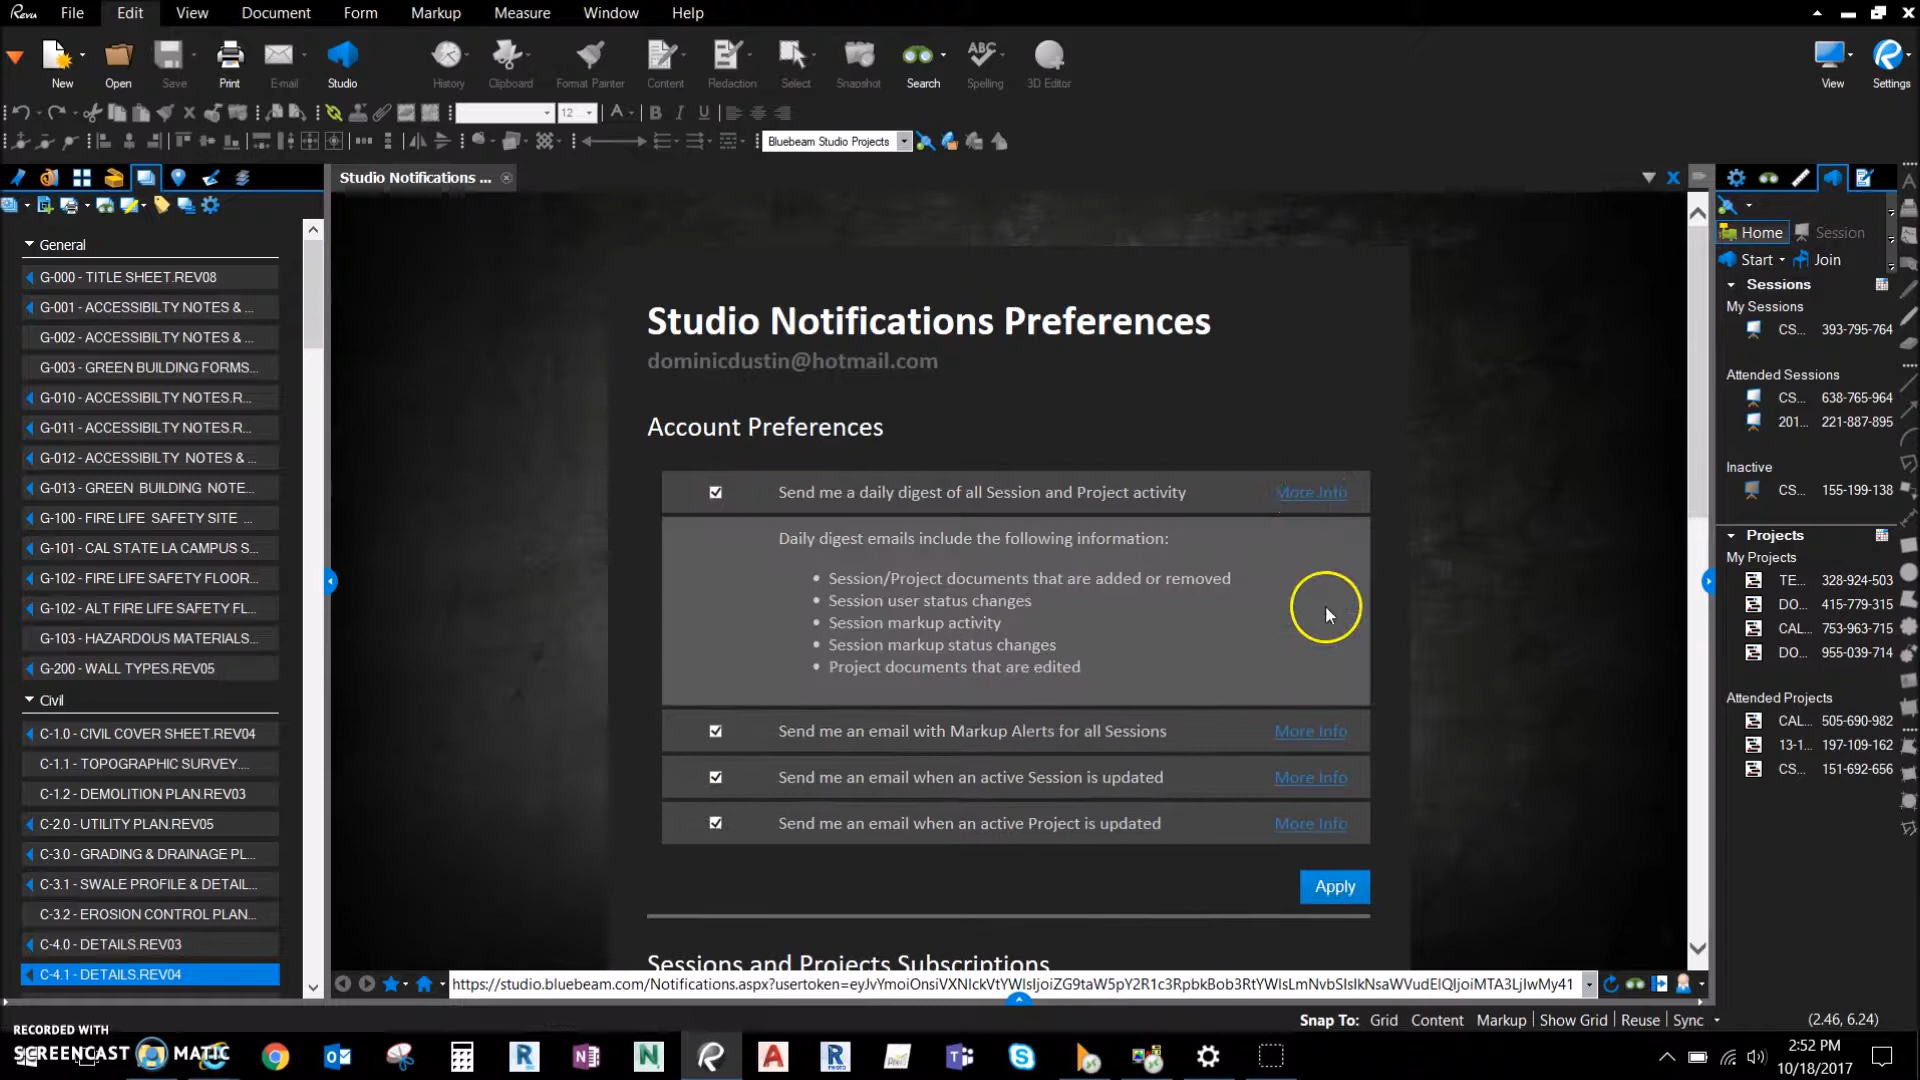 Revu File Edit View Document Form Markup Measure Window Help
New Open Save Print E-mail Studio History Clipboard Format Painter Content Redaction Select Snapshot Search Spelling 3D Editor View Settings
ABC
12 A B I U
Bluebeam Studio Projects
Studio Notifications ...
General
G-000 - TITLE SHEET.REV08
G-001 - ACCESSIBILTY NOTES & ...
G-002 - ACCESSIBILTY NOTES & ...
G-003 - GREEN BUILDING FORMS...
G-010 - ACCESSIBILTY NOTES.R...
G-011 - ACCESSIBILTY NOTES.R...
G-012 - ACCESSIBILTY NOTES & ...
G-013 - GREEN BUILDING NOTE...
G-100 - FIRE LIFE SAFETY SITE ...
G-101 - CAL STATE LA CAMPUS S...
G-102 - FIRE LIFE SAFETY FLOOR...
G-102 - ALT FIRE LIFE SAFETY FL...
G-103 - HAZARDOUS MATERIALS...
G-200 - WALL TYPES.REV05
Civil
C-1.0 - CIVIL COVER SHEET.REV04
C-1.1 - TOPOGRAPHIC SURVEY....
C-1.2 - DEMOLITION PLAN.REV03
C-2.0 - UTILITY PLAN.REV05
C-3.0 - GRADING & DRAINAGE PL...
C-3.1 - SWALE PROFILE & DETAIL...
C-3.2 - EROSION CONTROL PLAN...
C-4.0 - DETAILS.REV03
C-4.1 - DETAILS.REV04
Studio Notifications Preferences
dominicdustin@hotmail.com
Account Preferences
Send me a daily digest of all Session and Project activity More Info
Daily digest emails include the following information:
• Session/Project documents that are added or removed
• Session user status changes
• Session markup activity
• Session markup status changes
• Project documents that are edited
Send me an email with Markup Alerts for all Sessions More Info
Send me an email when an active Session is updated More Info
Send me an email when an active Project is updated More Info
Apply
Sessions and Projects Subscriptions
Home Session
Start Join
Sessions
My Sessions
CS... 393-795-764
Attended Sessions
CS... 638-765-964
201... 221-887-895
Inactive
CS... 155-199-138
Projects
My Projects
TE... 328-924-503
DO... 415-779-315
CAL... 753-963-715
DO... 955-039-714
Attended Projects
CAL... 505-690-982
13-1... 197-109-162
CS... 151-692-656
Snap To: Grid Content Markup Show Grid Reuse Sync (2.46, 6.24)
RECORDED WITH
SCREENCAST MATIC
2:52 PM
10/18/2017